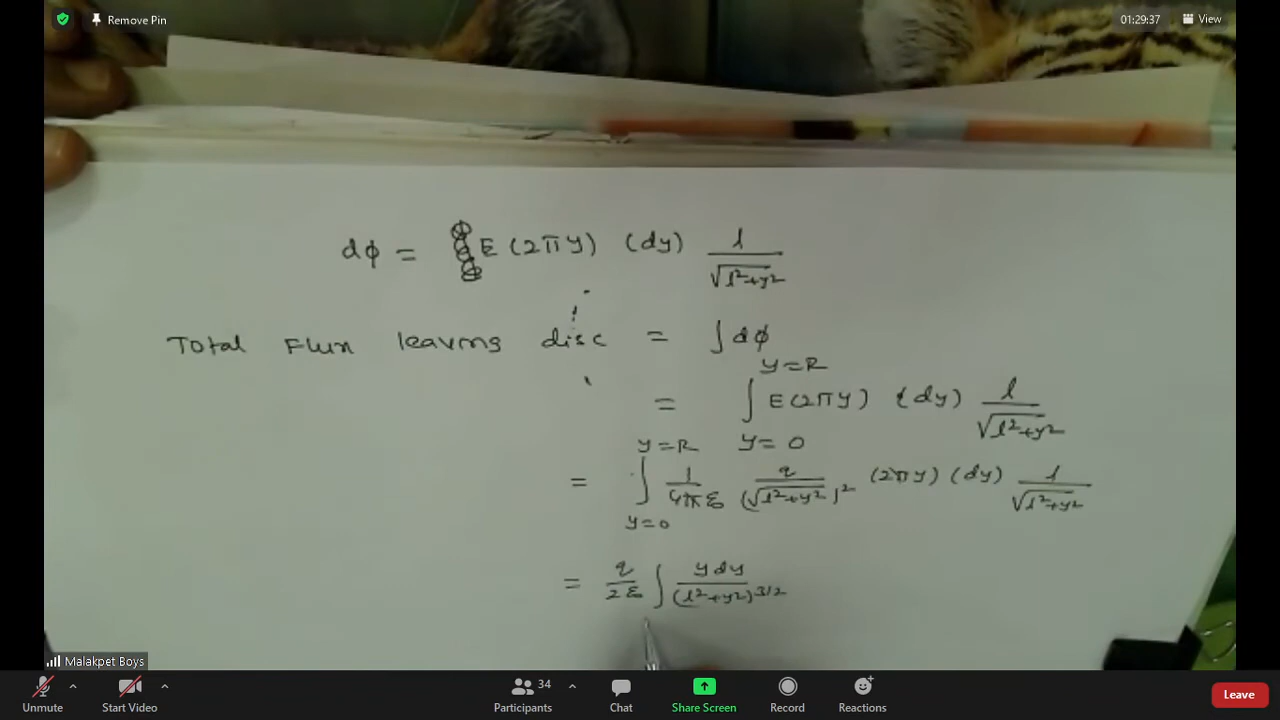 Remove Pin
01:29:37
View
dϕ = E (2πy) (dy) l/√l²+y²
Total Flux leaving disc = ∫ dϕ
y=R
= ∫ E(2πy) (dy) l/√l²+y²
y=R y= 0
= ∫ 1/4πε₀ q/(√l²+y²)² (2πy) (dy) l/√l²+y²
y=0
= q/2ε₀ ∫ y dy/(l²+y²)^3/2
Malakpet Boys
34
Unmute
Start Video
Participants
Chat
Share Screen
Record
Reactions
Leave